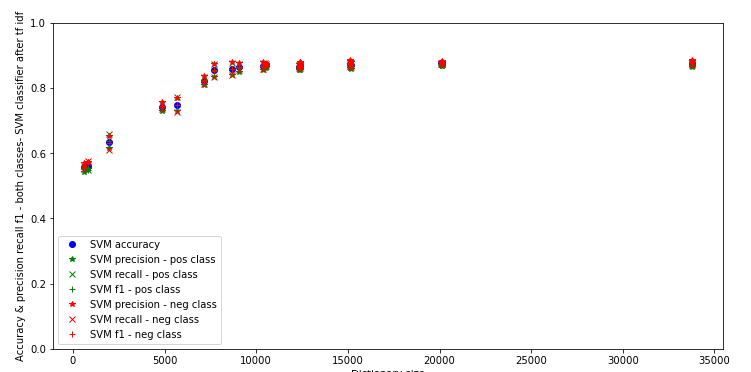 Accuracy & precision recall f1 - both classes- SVM classifier after tf idf
1.0
0.8
0.6
0.4
0.2
0.0
SVM accuracy
SVM precision - pos class
SVM recall - pos class
SVM f1 - pos class
SVM precision - neg class
SVM recall - neg class
SVM f1 - neg class
0 5000 10000 15000 20000 25000 30000 35000
Dictionary size